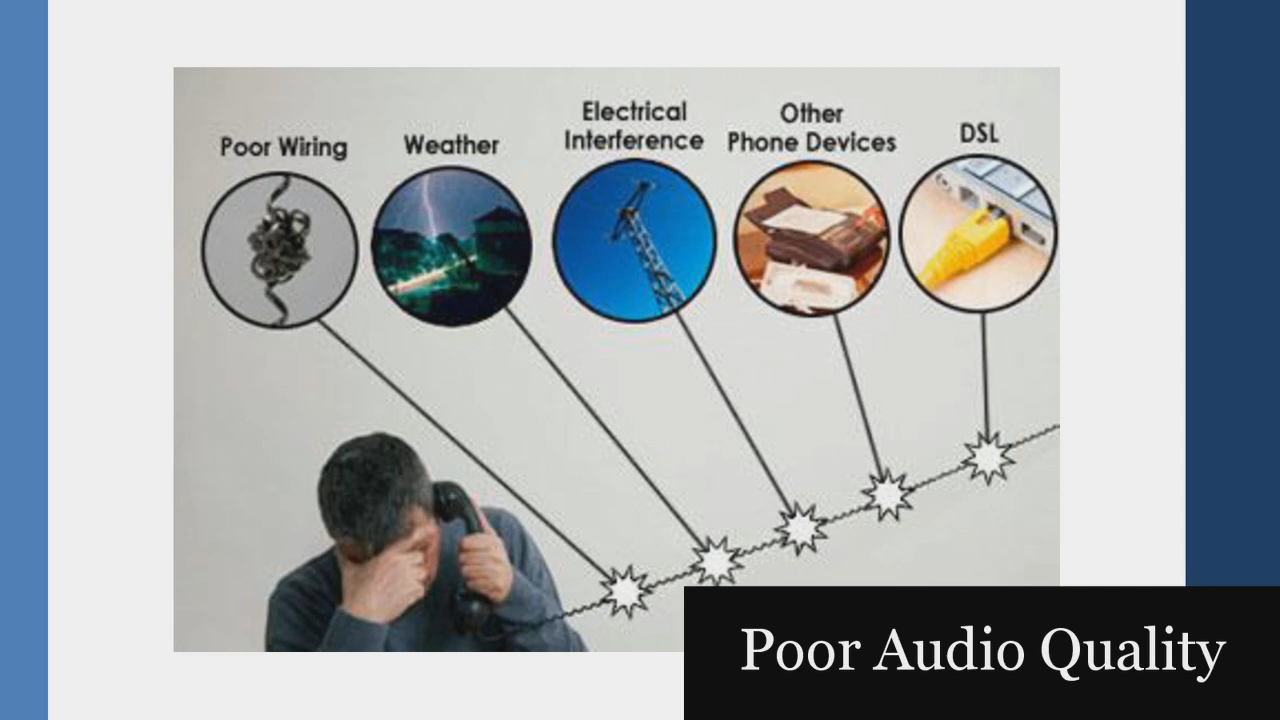 Poor Wiring
Weather
Electrical
Interference
Other
Phone Devices
DSL
Poor Audio Quality